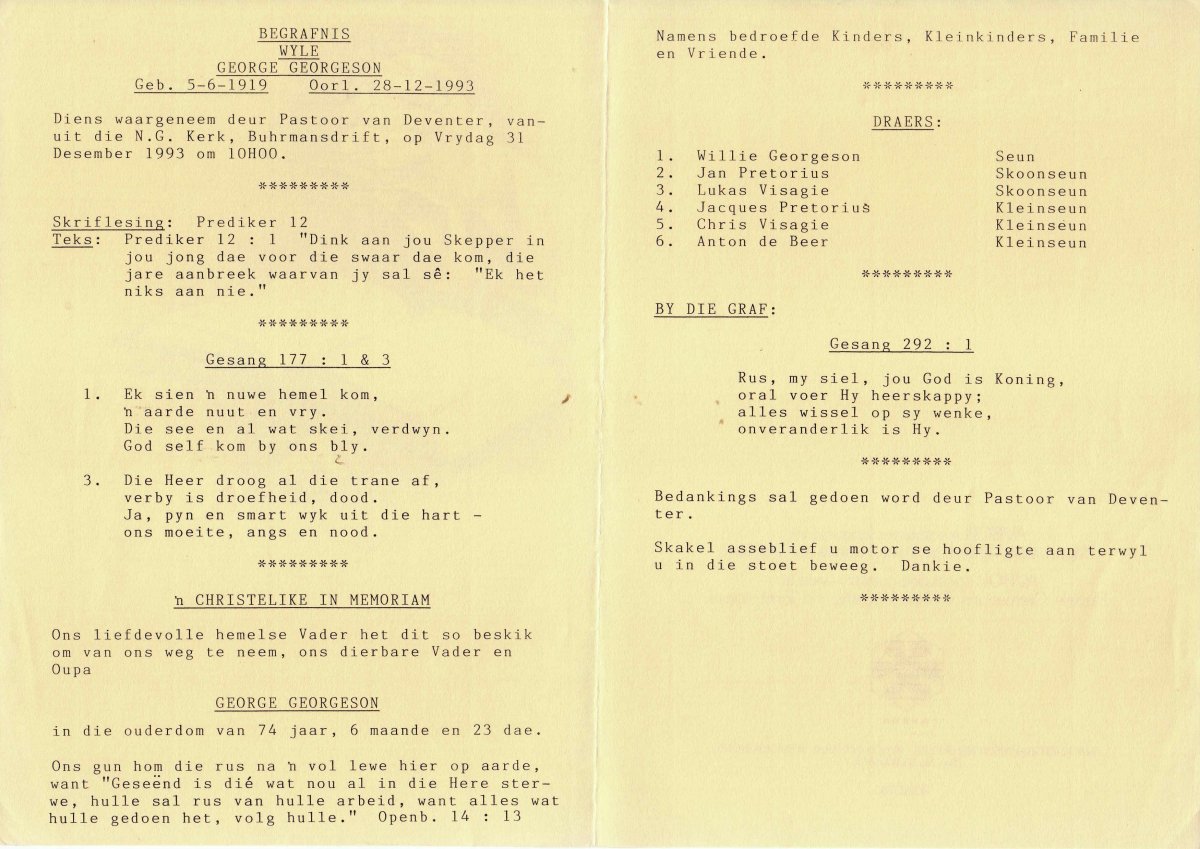 BEGRAFNIS
WYLE
GEORGE GEORGESON
Geb. 5-6-1919 Oorl. 28-12-1993
Diens waargeneem deur Pastoor van Deventer, van-
uit die N.G. Kerk, Buhrmansdrift, op Vrydag 31
Desember 1993 om 10H00.
*********
Skriflesing: Prediker 12
Teks: Prediker 12 : 1 "Dink aan jou Skepper in
jou jong dae voor die swaar dae kom, die
jare aanbreek waarvan jy sal sê: "Ek het
niks aan nie."
*********
Gesang 177 : 1 & 3
1. Ek sien 'n nuwe hemel kom,
'n aarde nuut en vry.
Die see en al wat skei, verdwyn.
God self kom by ons bly.
3. Die Heer droog al die trane af,
verby is droefheid, dood.
Ja, pyn en smart wyk uit die hart -
ons moeite, angs en nood.
*********
'n CHRISTELIKE IN MEMORIAM
Ons liefdevolle hemelse Vader het dit so beskik
om van ons weg te neem, ons dierbare Vader en
Oupa
GEORGE GEORGESON
in die ouderdom van 74 jaar, 6 maande en 23 dae.
Ons gun hom die rus na 'n vol lewe hier op aarde,
want "Geseënd is dié wat nou al in die Here ster-
we, hulle sal rus van hulle arbeid, want alles wat
hulle gedoen het, volg hulle." Openb. 14 : 13
Namens bedroefde Kinders, Kleinkinders, Familie
en Vriende.
*********
DRAERS:
1. Willie Georgeson Seun
2. Jan Pretorius Skoonseun
3. Lukas Visagie Skoonseun
4. Jacques Pretorius Kleinseun
5. Chris Visagie Kleinseun
6. Anton de Beer Kleinseun
*********
BY DIE GRAF:
Gesang 292 : 1
Rus, my siel, jou God is Koning,
oral voer Hy heerskappy;
alles wissel op sy wenke,
onveranderlik is Hy.
*********
Bedankings sal gedoen word deur Pastoor van Deven-
ter.
Skakel asseblief u motor se hoofligte aan terwyl
u in die stoet beweeg. Dankie.
*********